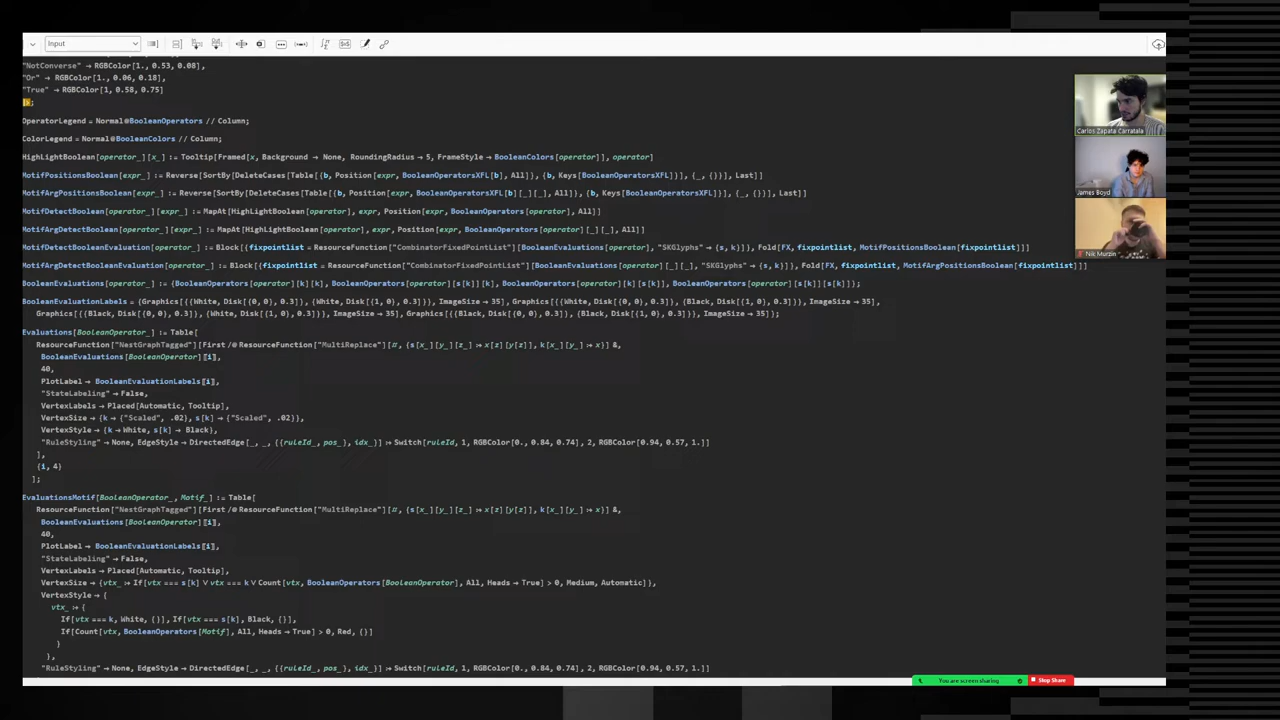 Input
"NotConverse" → RGBColor[1., 0.53, 0.08],
"Or" → RGBColor[1., 0.06, 0.18],
"True" → RGBColor[1, 0.58, 0.75]
|>;
OperatorLegend = Normal@BooleanOperators // Column;
ColorLegend = Normal@BooleanColors // Column;
HighLightBoolean[operator_][x_] := Tooltip[Framed[x, Background → None, RoundingRadius → 5, FrameStyle → BooleanColors[operator]], operator]
MotifPositionsBoolean[expr_] := Reverse[SortBy[DeleteCases[Table[{b, Position[expr, BooleanOperatorsXFL[b], All]}, {b, Keys[BooleanOperatorsXFL]}], {_, {}}], Last]]
MotifArgPositionsBoolean[expr_] := Reverse[SortBy[DeleteCases[Table[{b, Position[expr, BooleanOperatorsXFL[b][_][_], All]}, {b, Keys[BooleanOperatorsXFL]}], {_, {}}], Last]]
MotifDetectBoolean[operator_][expr_] := MapAt[HighLightBoolean[operator], expr, Position[expr, BooleanOperators[operator], All]]
MotifArgDetectBoolean[operator_][expr_] := MapAt[HighLightBoolean[operator], expr, Position[expr, BooleanOperators[operator][_][_], All]]
MotifDetectBooleanEvaluation[operator_] := Block[{fixpointlist = ResourceFunction["CombinatorFixedPointList"][BooleanEvaluations[operator], "SKGlyphs" → {s, k}]}, Fold[FX, fixpointlist, MotifPositionsBoolean[fixpointlist]]]
MotifArgDetectBooleanEvaluation[operator_] := Block[{fixpointlist = ResourceFunction["CombinatorFixedPointList"][BooleanEvaluations[operator][_][_], "SKGlyphs" → {s, k}]}, Fold[FX, fixpointlist, MotifArgPositionsBoolean[fixpointlist]]]
BooleanEvaluations[operator_] := {BooleanOperators[operator][k][k], BooleanOperators[operator][s[k]][k], BooleanOperators[operator][k][s[k]], BooleanOperators[operator][s[k]][s[k]]};
BooleanEvaluationLabels = {Graphics[{{White, Disk[{0, 0}, 0.3]}, {White, Disk[{1, 0}, 0.3]}}, ImageSize → 35], Graphics[{{White, Disk[{0, 0}, 0.3]}, {Black, Disk[{1, 0}, 0.3]}}, ImageSize → 35],
Graphics[{{Black, Disk[{0, 0}, 0.3]}, {White, Disk[{1, 0}, 0.3]}}, ImageSize → 35], Graphics[{{Black, Disk[{0, 0}, 0.3]}, {Black, Disk[{1, 0}, 0.3]}}, ImageSize → 35]};
Evaluations[BooleanOperator_] := Table[
ResourceFunction["NestGraphTagged"][First /@ ResourceFunction["MultiReplace"][#, {s[x_][y_][z_] :→ x[z][y[z]], k[x_][y_] :→ x}] &,
BooleanEvaluations[BooleanOperator][[i]],
40,
PlotLabel → BooleanEvaluationLabels[[i]],
"StateLabeling" → False,
VertexLabels → Placed[Automatic, Tooltip],
VertexSize → {k → {"Scaled", .02}, s[k] → {"Scaled", .02}},
VertexStyle → {k → White, s[k] → Black},
"RuleStyling" → None, EdgeStyle → DirectedEdge[_, _, {{ruleId_, pos_}, idx_}] :→ Switch[ruleId, 1, RGBColor[0., 0.84, 0.74], 2, RGBColor[0.94, 0.57, 1.]]
],
{i, 4}
];
EvaluationsMotif[BooleanOperator_, Motif_] := Table[
ResourceFunction["NestGraphTagged"][First /@ ResourceFunction["MultiReplace"][#, {s[x_][y_][z_] :→ x[z][y[z]], k[x_][y_] :→ x}] &,
BooleanEvaluations[BooleanOperator][[i]],
40,
PlotLabel → BooleanEvaluationLabels[[i]],
"StateLabeling" → False,
VertexLabels → Placed[Automatic, Tooltip],
VertexSize → {vtx_ :→ If[vtx === s[k] ∨ vtx === k ∨ Count[vtx, BooleanOperators[BooleanOperator], All, Heads → True] > 0, Medium, Automatic]},
VertexStyle → {
vtx_ :→ {
If[vtx === k, White, {}], If[vtx === s[k], Black, {}],
If[Count[vtx, BooleanOperators[Motif], All, Heads → True] > 0, Red, {}]
}
},
"RuleStyling" → None, EdgeStyle → DirectedEdge[_, _, {{ruleId_, pos_}, idx_}] :→ Switch[ruleId, 1, RGBColor[0., 0.84, 0.74], 2, RGBColor[0.94, 0.57, 1.]]
Carlos Zapata Carratala
James Boyd
Nik Murzin
You are screen sharing
Stop Share